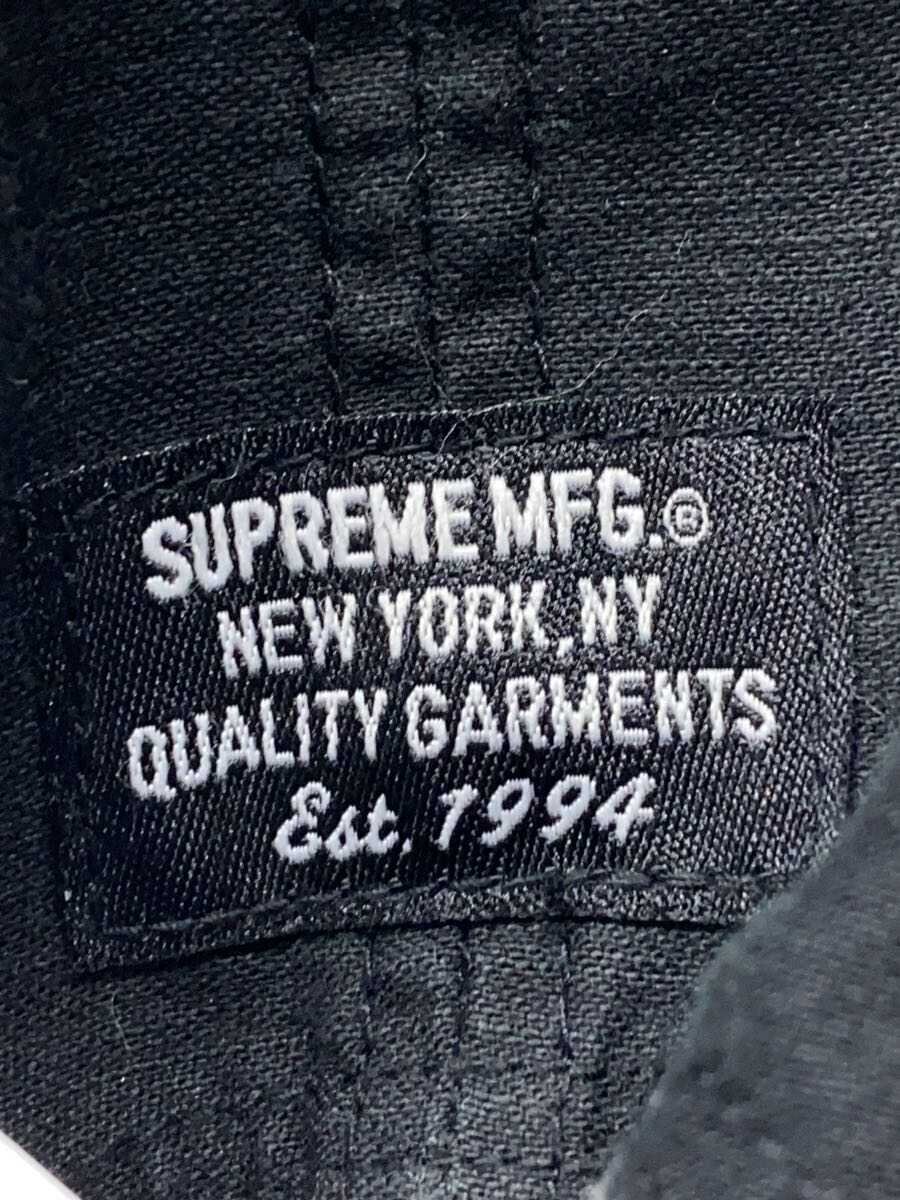 SUPREME MFG.®
NEW YORK, NY
QUALITY GARMENTS
Est. 1994